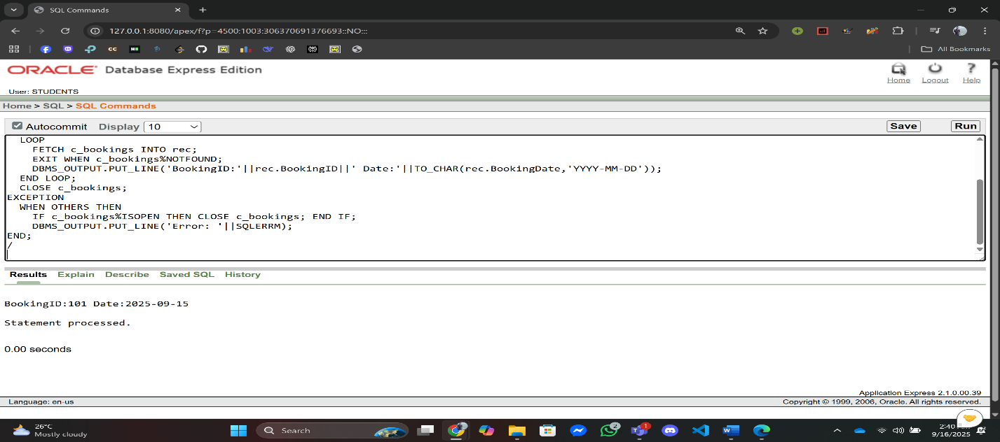 SQL Commands
127.0.0.1:8080/apex/f?p=4500:1003:306370691376693::NO:::
All Bookmarks
ORACLE Database Express Edition
Home Logout Help
User: STUDENTS
Home > SQL > SQL Commands
Autocommit Display 10 Save Run
LOOP
FETCH c_bookings INTO rec;
EXIT WHEN c_bookings%NOTFOUND;
DBMS_OUTPUT.PUT_LINE('BookingID:'||rec.BookingID||' Date:'||TO_CHAR(rec.BookingDate,'YYYY-MM-DD'));
END LOOP;
CLOSE c_bookings;
EXCEPTION
WHEN OTHERS THEN
IF c_bookings%ISOPEN THEN CLOSE c_bookings; END IF;
DBMS_OUTPUT.PUT_LINE('Error: '||SQLERRM);
END;
/
Results Explain Describe Saved SQL History
BookingID:101 Date:2025-09-15
Statement processed.
0.00 seconds
Application Express 2.1.0.00.39
Language: en-us Copyright © 1999, 2006, Oracle. All rights reserved.
26°C
Mostly cloudy
Search
2
1
2:40
9/16/2025